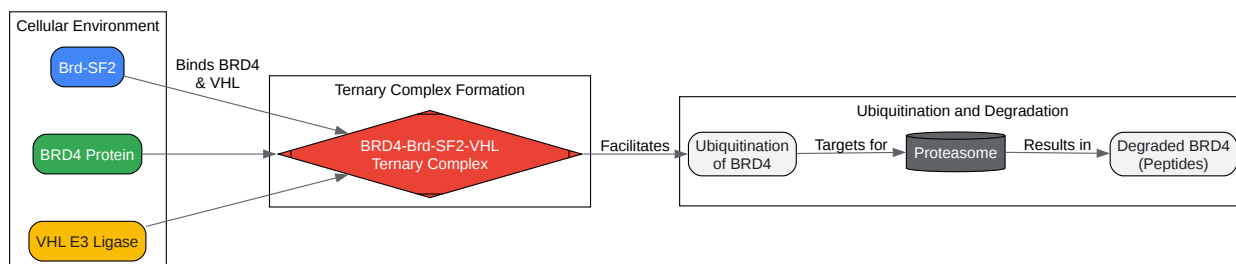 Cellular Environment
Brd-SF2
BRD4 Protein
VHL E3 Ligase
Binds BRD4
& VHL
Ternary Complex Formation
BRD4-Brd-SF2-VHL
Ternary Complex
Facilitates
Ubiquitination and Degradation
Ubiquitination
of BRD4
Targets for
Proteasome
Results in
Degraded BRD4
(Peptides)